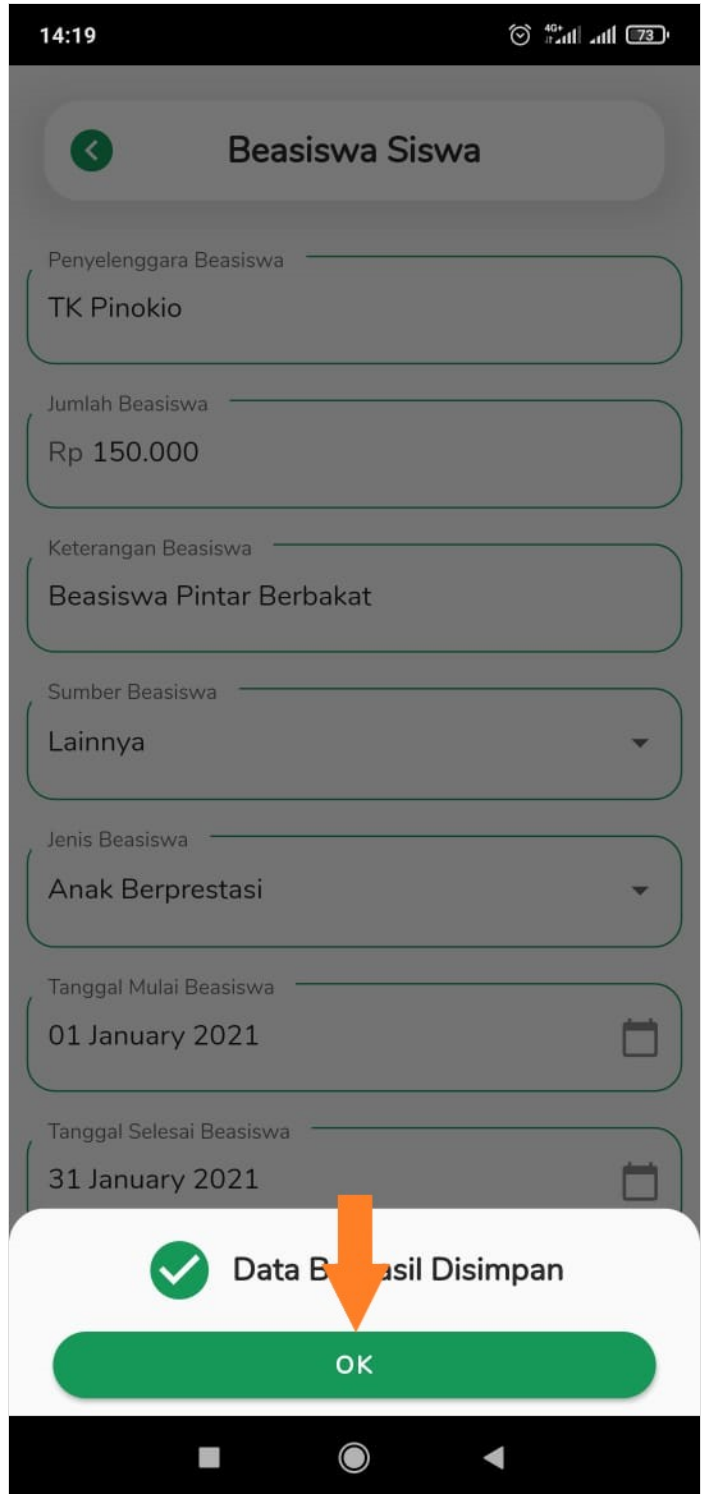 14:19
4G+
73
Beasiswa Siswa
Penyelenggara Beasiswa
TK Pinokio
Jumlah Beasiswa
Rp 150.000
Keterangan Beasiswa
Beasiswa Pintar Berbakat
Sumber Beasiswa
Lainnya
Jenis Beasiswa
Anak Berprestasi
Tanggal Mulai Beasiswa
01 January 2021
Tanggal Selesai Beasiswa
31 January 2021
Data Disimpan
OK